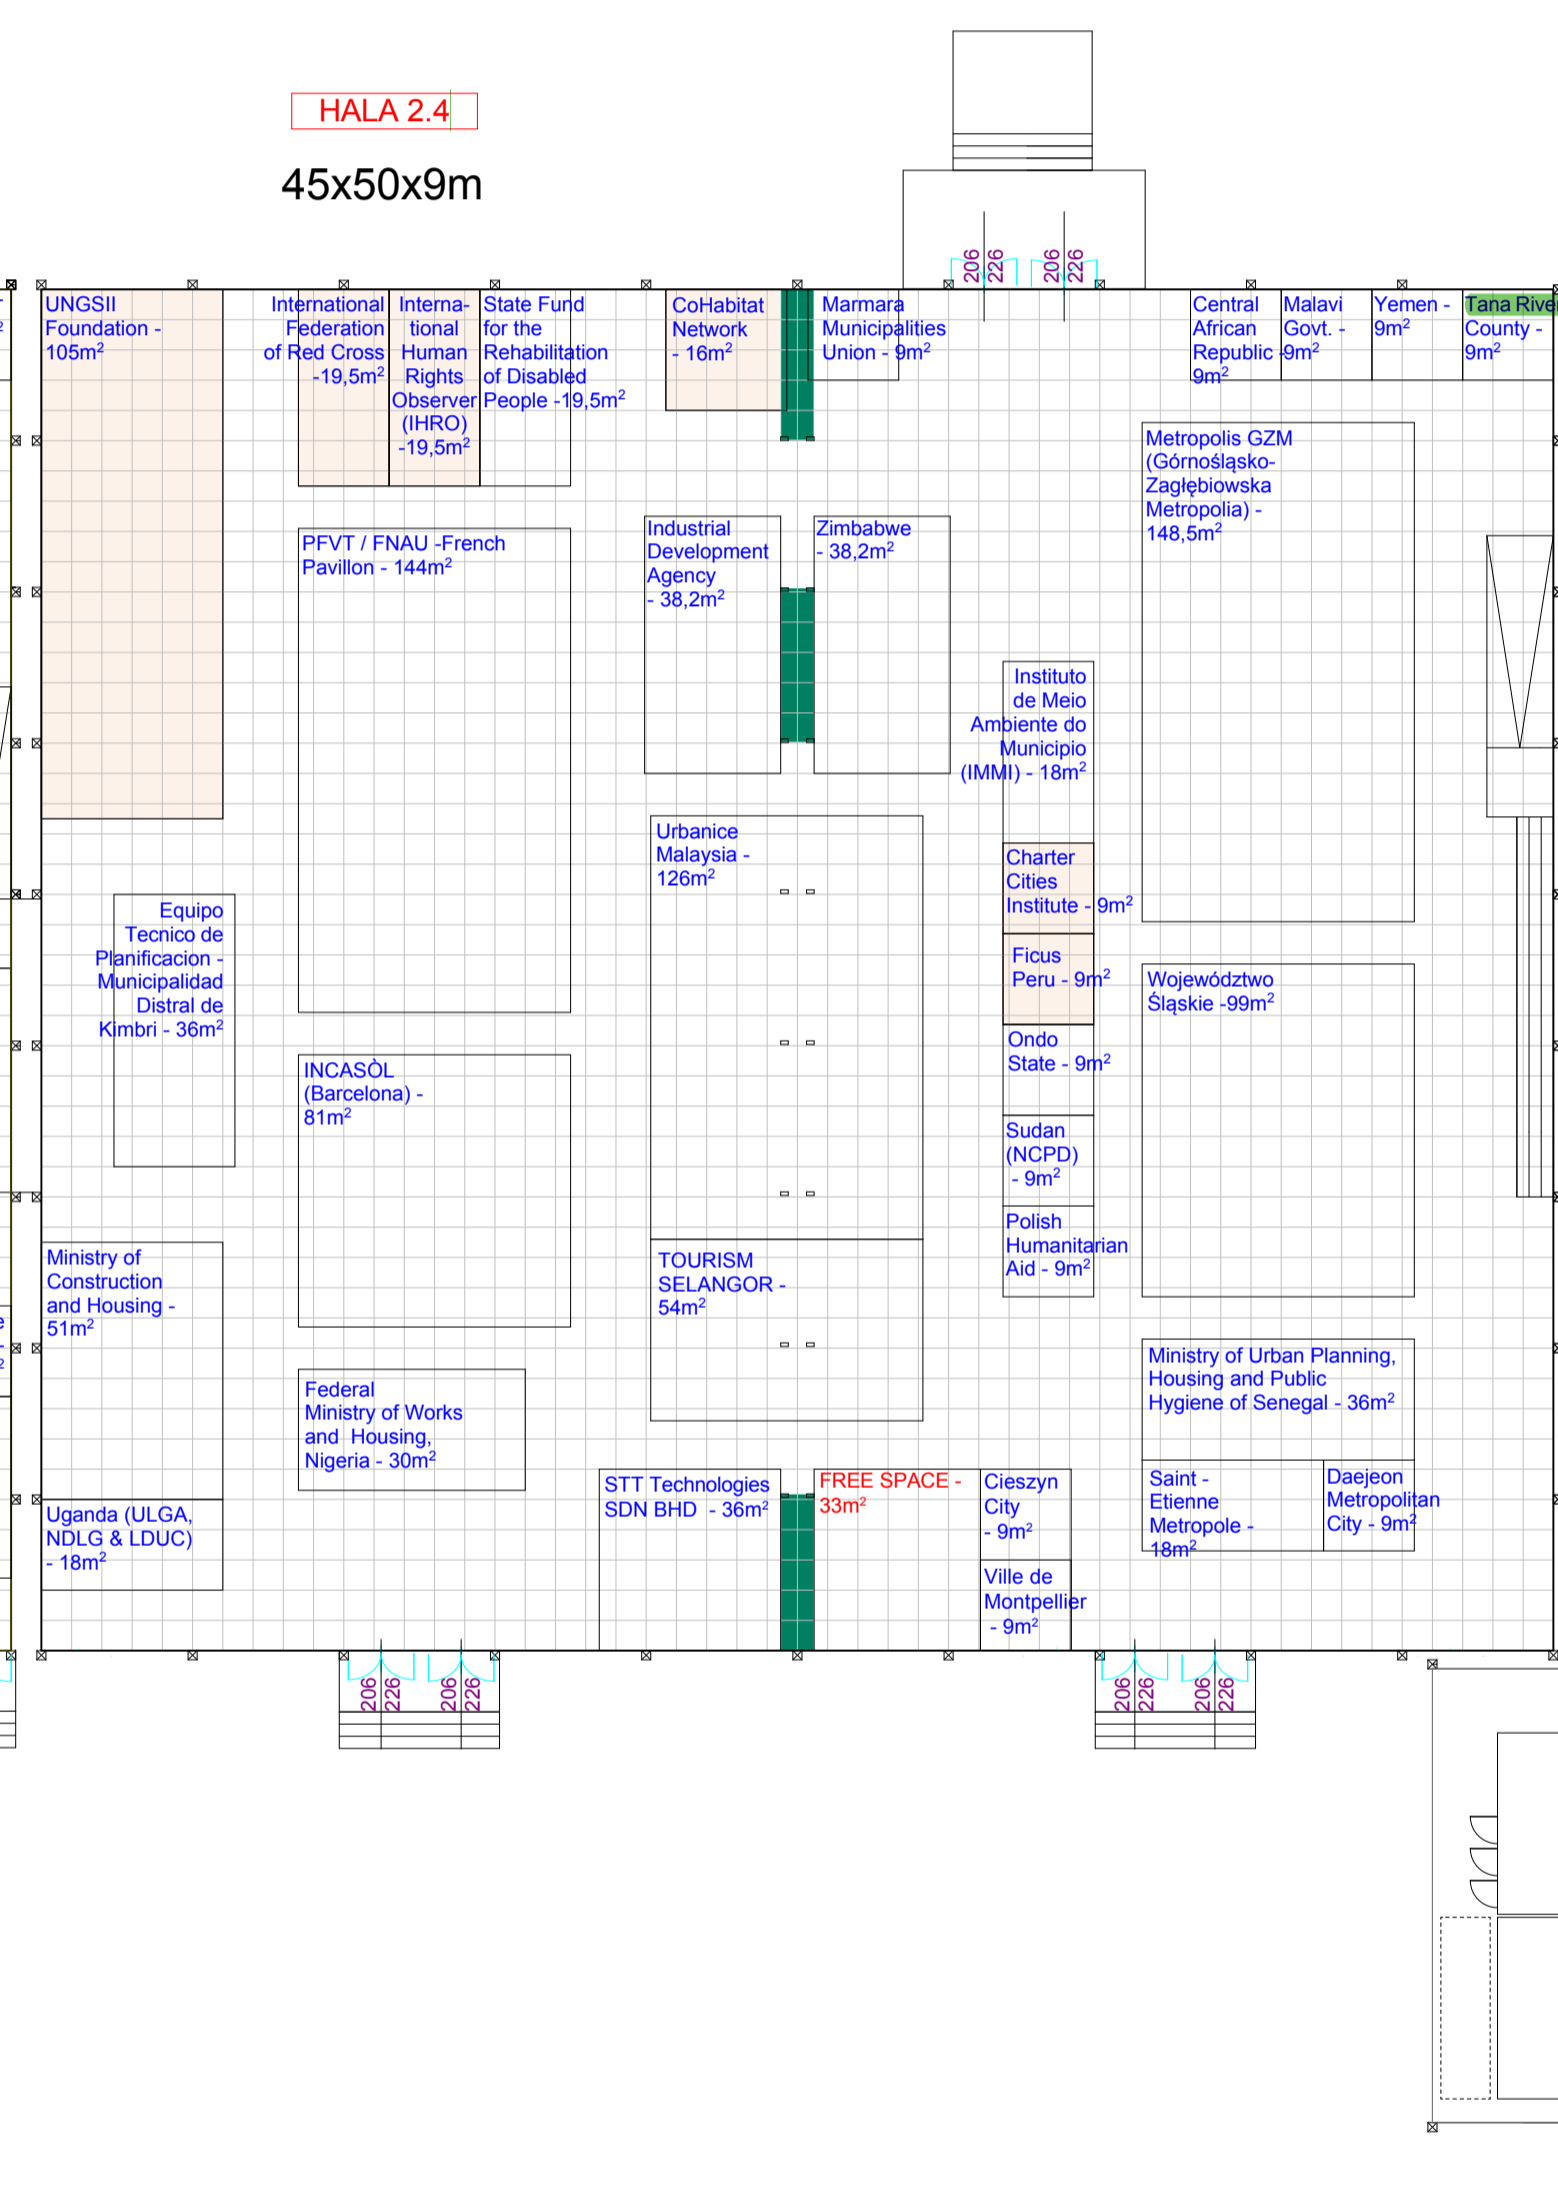 HALA 2.4
45x50x9m
206
226
206
226
UNGSII
Foundation -
105m²
International
Federation
of Red Cross
-19,5m²
Interna-
tional
Human
Rights
Observer
(IHRO)
-19,5m²
State Fund
for the
Rehabilitation
of Disabled
People -19,5m²
CoHabitat
Network
- 16m²
Marmara
Municipalities
Union - 9m²
Central
African
Republic -
9m²
Malavi
Govt. -
9m²
Yemen -
9m²
Tana River
County -
9m²
Metropolis GZM
(Górnośląsko-
Zagłębiowska
Metropolia) -
148,5m²
PFVT / FNAU -French
Pavillon - 144m²
Industrial
Development
Agency
- 38,2m²
Zimbabwe
- 38,2m²
Instituto
de Meio
Ambiente do
Municipio
(IMMI) - 18m²
Urbanice
Malaysia -
126m²
Charter
Cities
Institute - 9m²
Ficus
Peru - 9m²
Equipo
Tecnico de
Planificacion -
Municipalidad
Distral de
Kimbri - 36m²
Województwo
Śląskie -99m²
Ondo
State - 9m²
INCASÒL
(Barcelona) -
81m²
Sudan
(NCPD)
- 9m²
Polish
Humanitarian
Aid - 9m²
Ministry of
Construction
and Housing -
51m²
TOURISM
SELANGOR -
54m²
Ministry of Urban Planning,
Housing and Public
Hygiene of Senegal - 36m²
Federal
Ministry of Works
and Housing,
Nigeria - 30m²
STT Technologies
SDN BHD - 36m²
FREE SPACE -
33m²
Cieszyn
City
- 9m²
Saint -
Etienne
Metropole -
18m²
Daejeon
Metropolitan
City - 9m²
Uganda (ULGA,
NDLG & LDUC)
- 18m²
Ville de
Montpellier
- 9m²
206
226
206
226
206
226
206
226